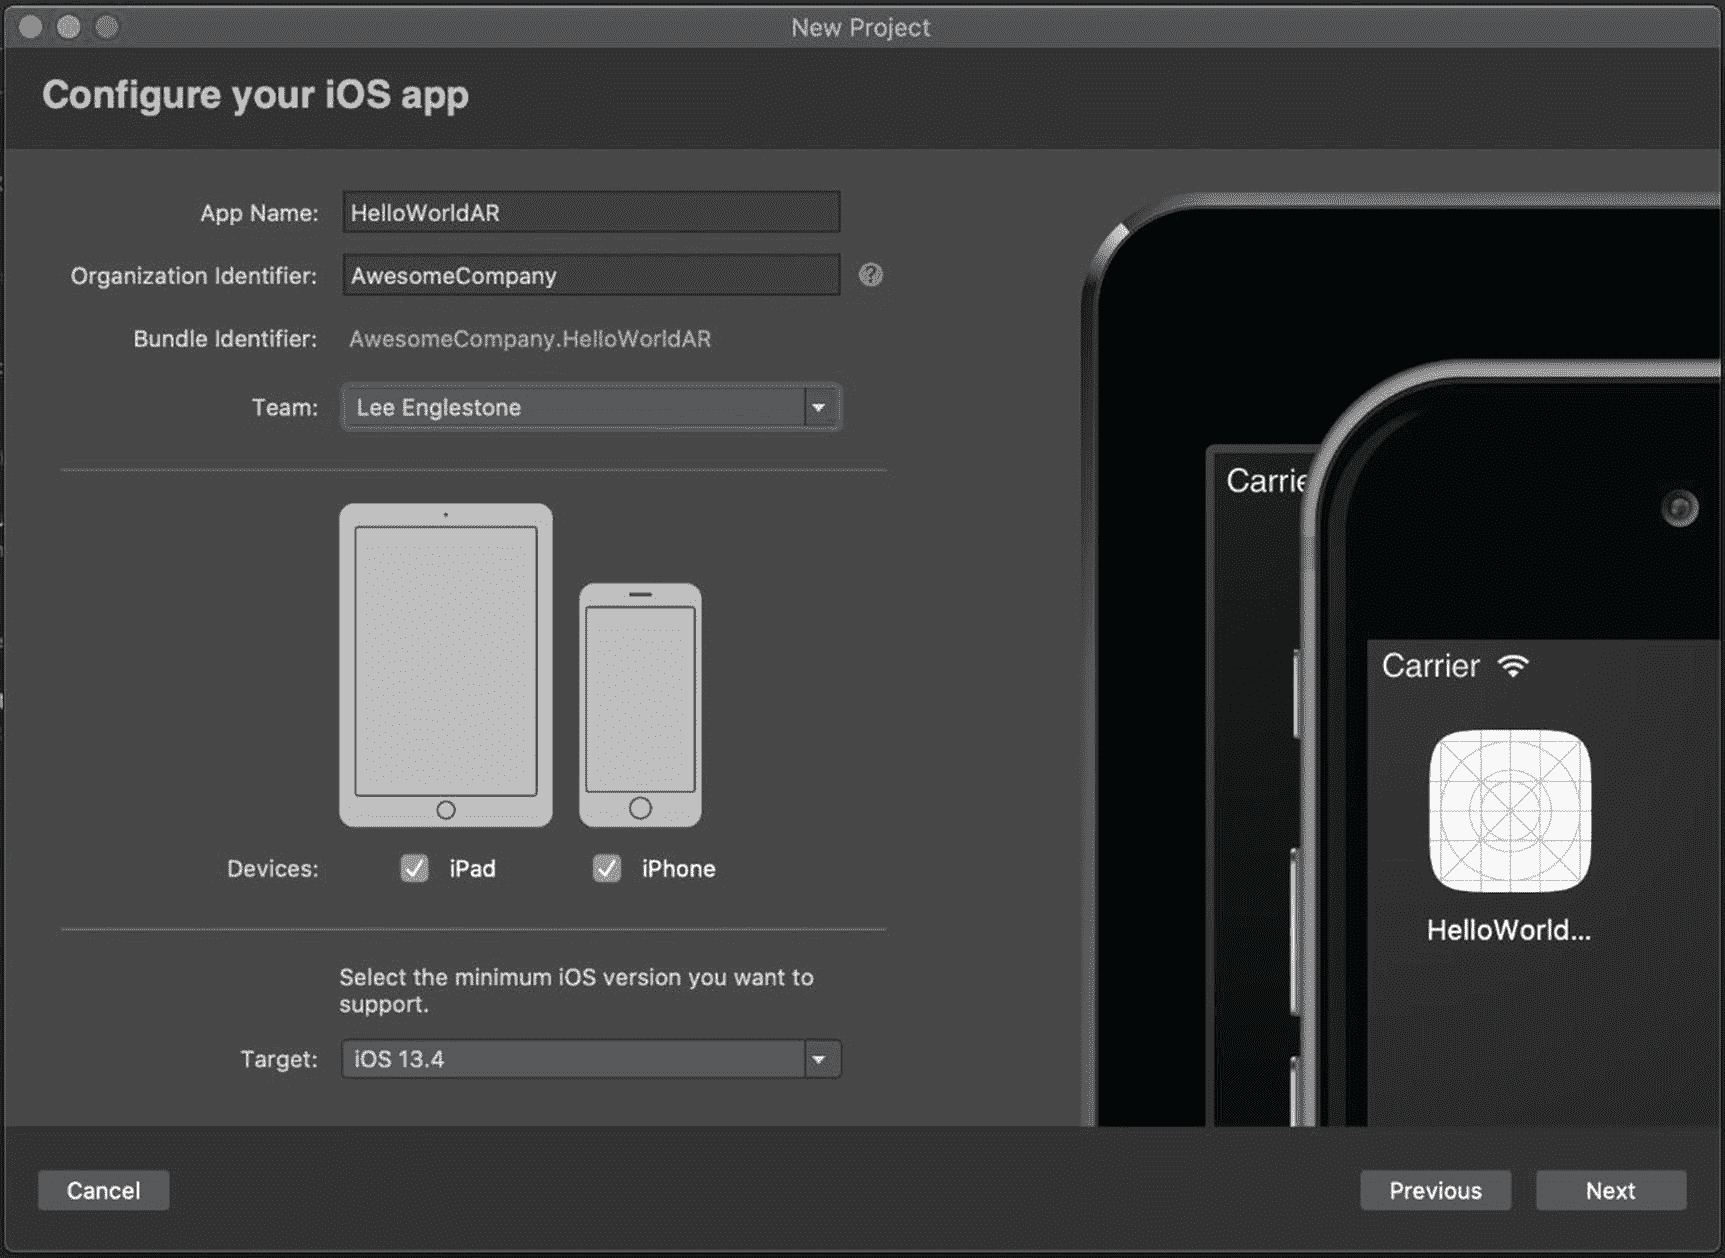 New Project
Configure your iOS app
App Name: HelloWorldAR
Organization Identifier: AwesomeCompany
Bundle Identifier: AwesomeCompany.HelloWorldAR
Team: Lee Englestone
Devices: iPad iPhone
Select the minimum iOS version you want to
support.
Target: iOS 13.4
Carrie
Carrier
HelloWorld...
Cancel Previous Next